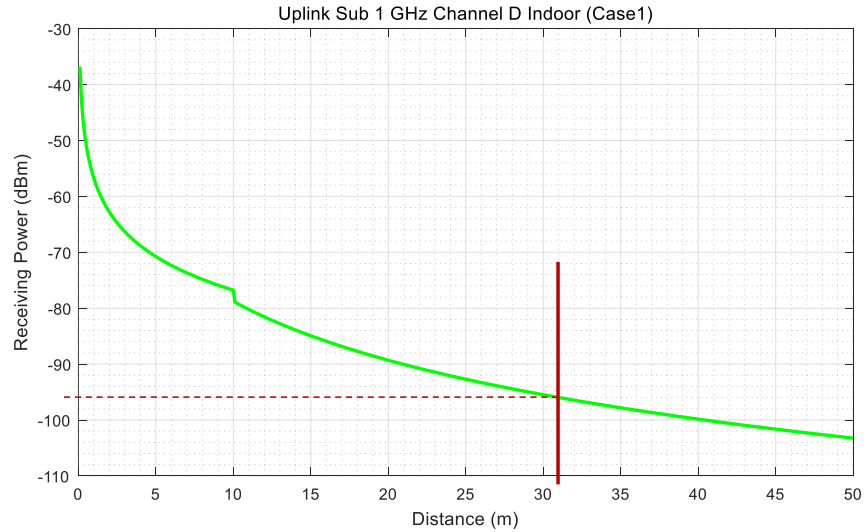 Uplink Sub 1 GHz Channel D Indoor (Case1)
-30
-40
-50
-60
-70
-80
-90
-100
-110
Receiving Power (dBm)
0 5 10 15 20 25 30 35 40 45 50
Distance (m)